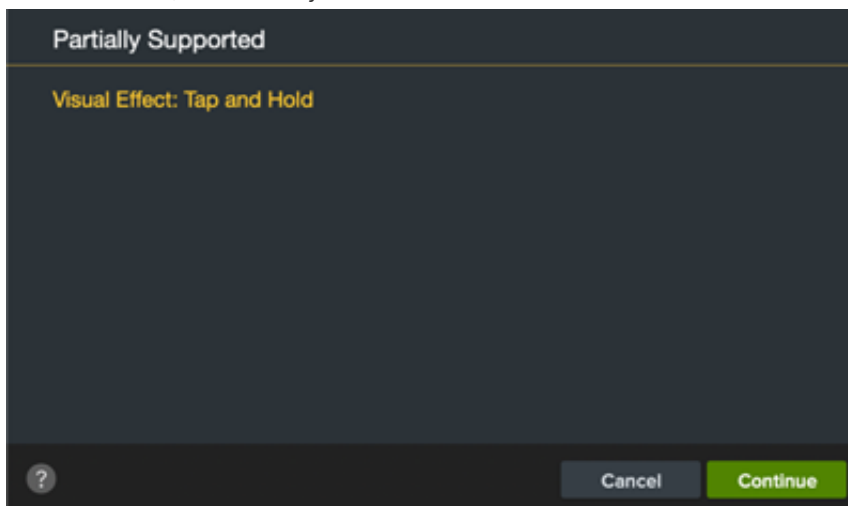 Partially Supported
Visual Effect: Tap and Hold
?
Cancel
Continue